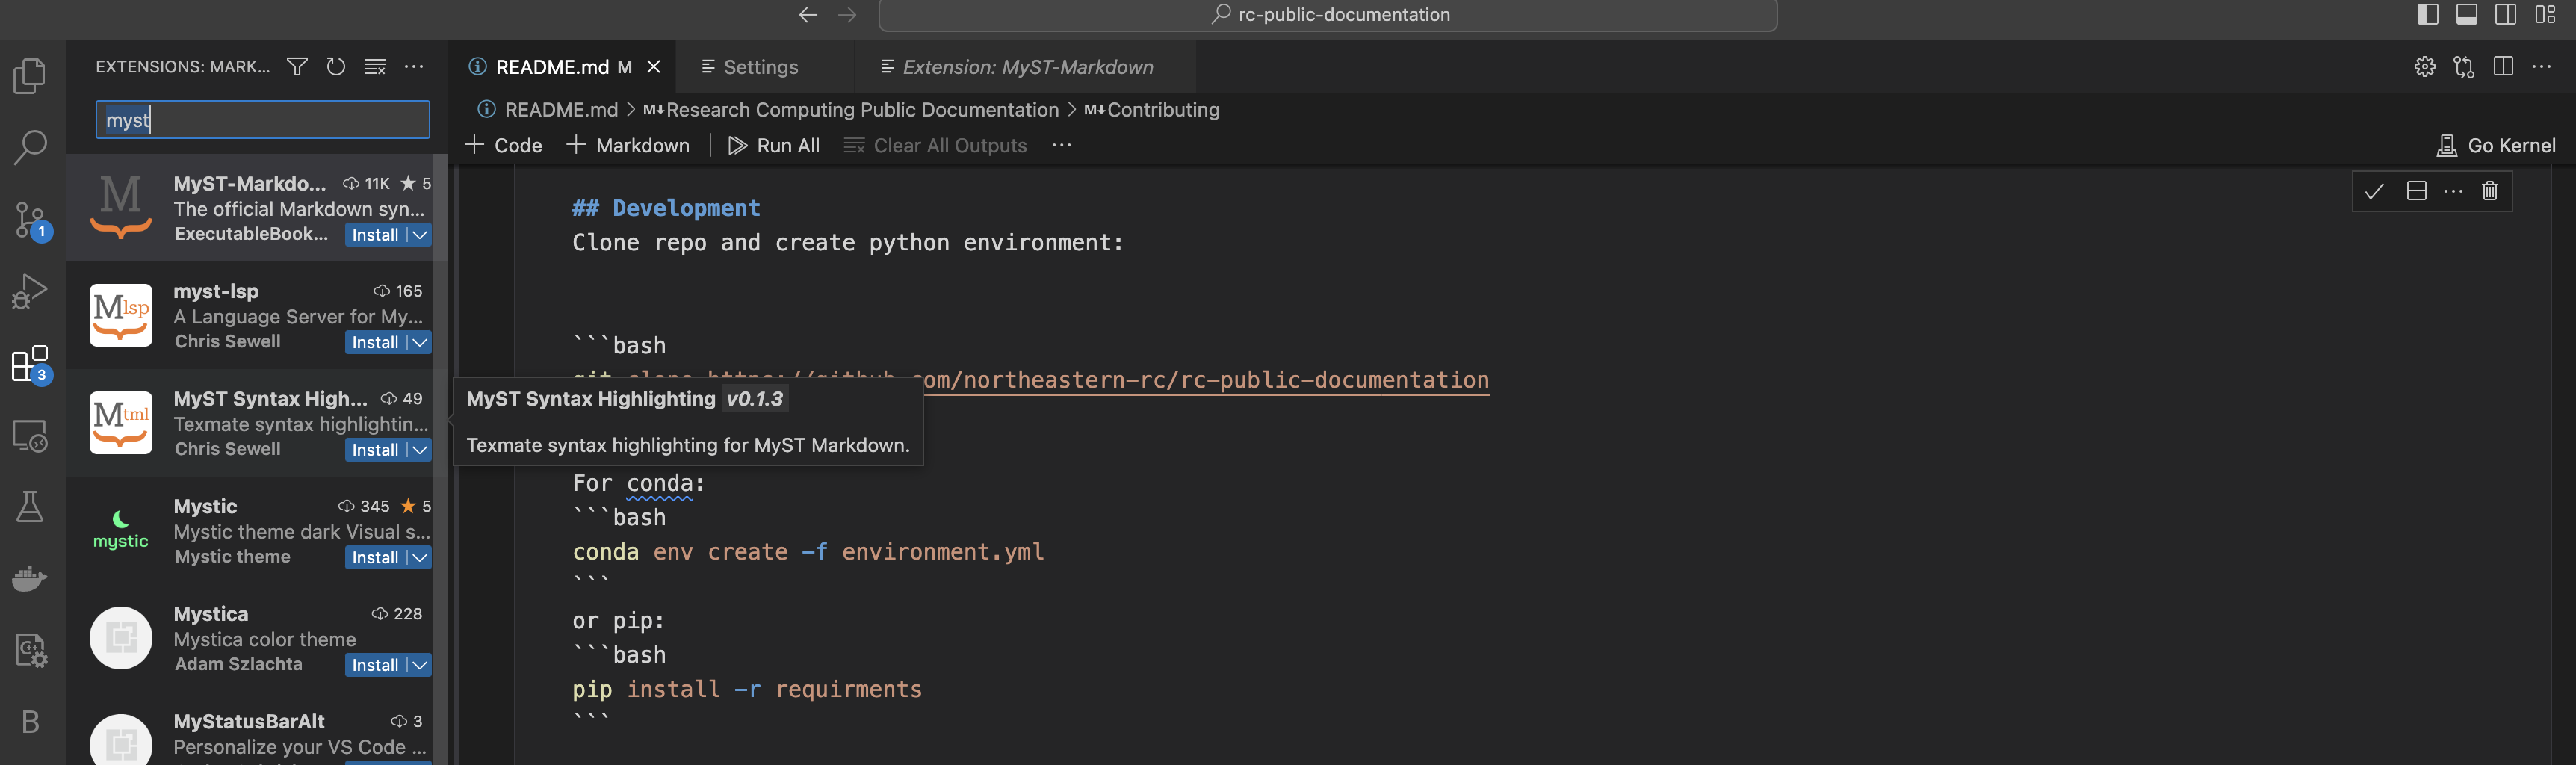 rc-public-documentation
EXTENSIONS: MARK...
README.md M
Settings
Extension: MyST-Markdown
myst
README.md > M↓Research Computing Public Documentation > M↓Contributing
+ Code + Markdown | Run All Clear All Outputs ...
Go Kernel
MyST-Markdo... 11K ★ 5
The official Markdown syn...
ExecutableBook... Install
myst-lsp 165
A Language Server for My...
Chris Sewell Install
MyST Syntax High... 49
Texmate syntax highlightin...
Chris Sewell Install
Mystic 345 ★ 5
Mystic theme dark Visual s...
Mystic theme Install
Mystica 228
Mystica color theme
Adam Szlachta Install
MyStatusBarAlt 3
Personalize your VS Code ...
M
Mlsp
Mtml
mystic
1
3
B
## Development
Clone repo and create python environment:
```bash
git clone https://github.com/northeastern-rc/rc-public-documentation
MyST Syntax Highlighting v0.1.3
Texmate syntax highlighting for MyST Markdown.
For conda:
```bash
conda env create -f environment.yml
```
or pip:
```bash
pip install -r requirments
```